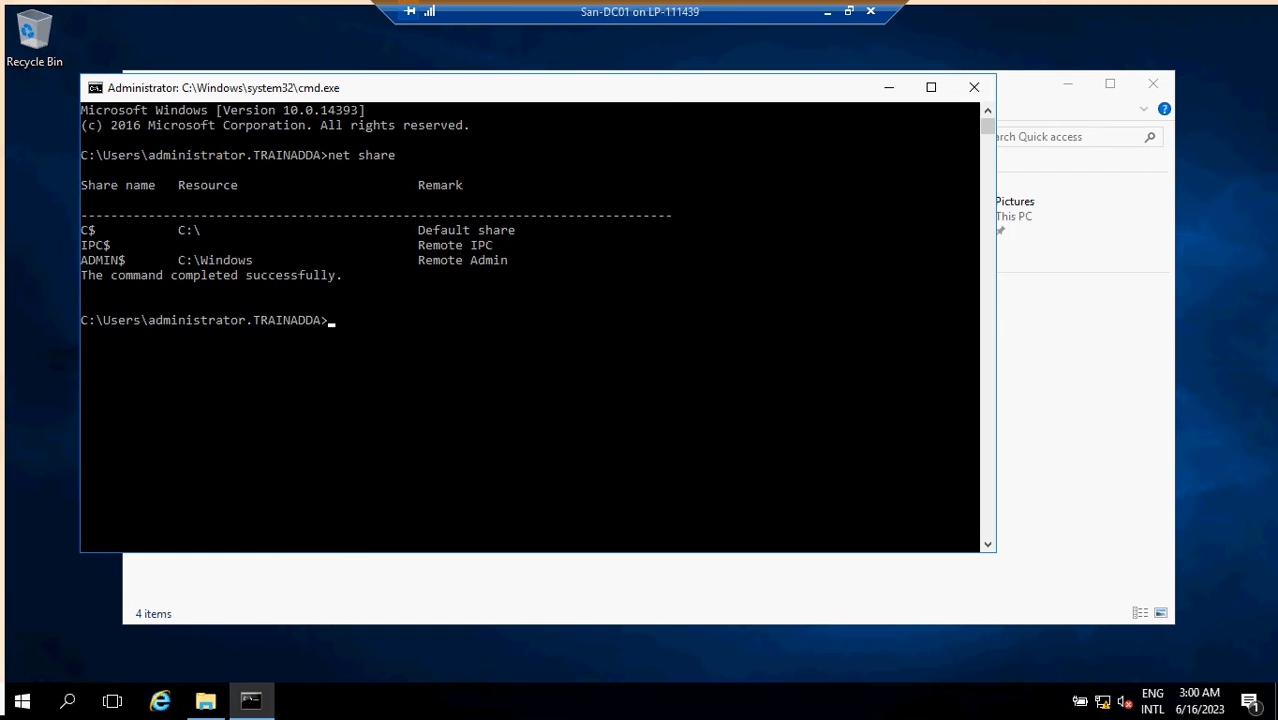 San-DC01 on LP-111439
Recycle Bin
Administrator: C:\Windows\system32\cmd.exe
Microsoft Windows [Version 10.0.14393]
(c) 2016 Microsoft Corporation. All rights reserved.
C:\Users\administrator.TRAINADDA>net share
Share name Resource Remark
-------------------------------------------------------------------------------
C$ C:\ Default share
IPC$ Remote IPC
ADMIN$ C:\Windows Remote Admin
The command completed successfully.
C:\Users\administrator.TRAINADDA>
arch Quick access
Pictures
This PC
4 items
ENG
INTL
3:00 AM
6/16/2023
1